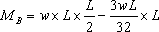 M_B = w × L × L/2 − 3wL/32 × L